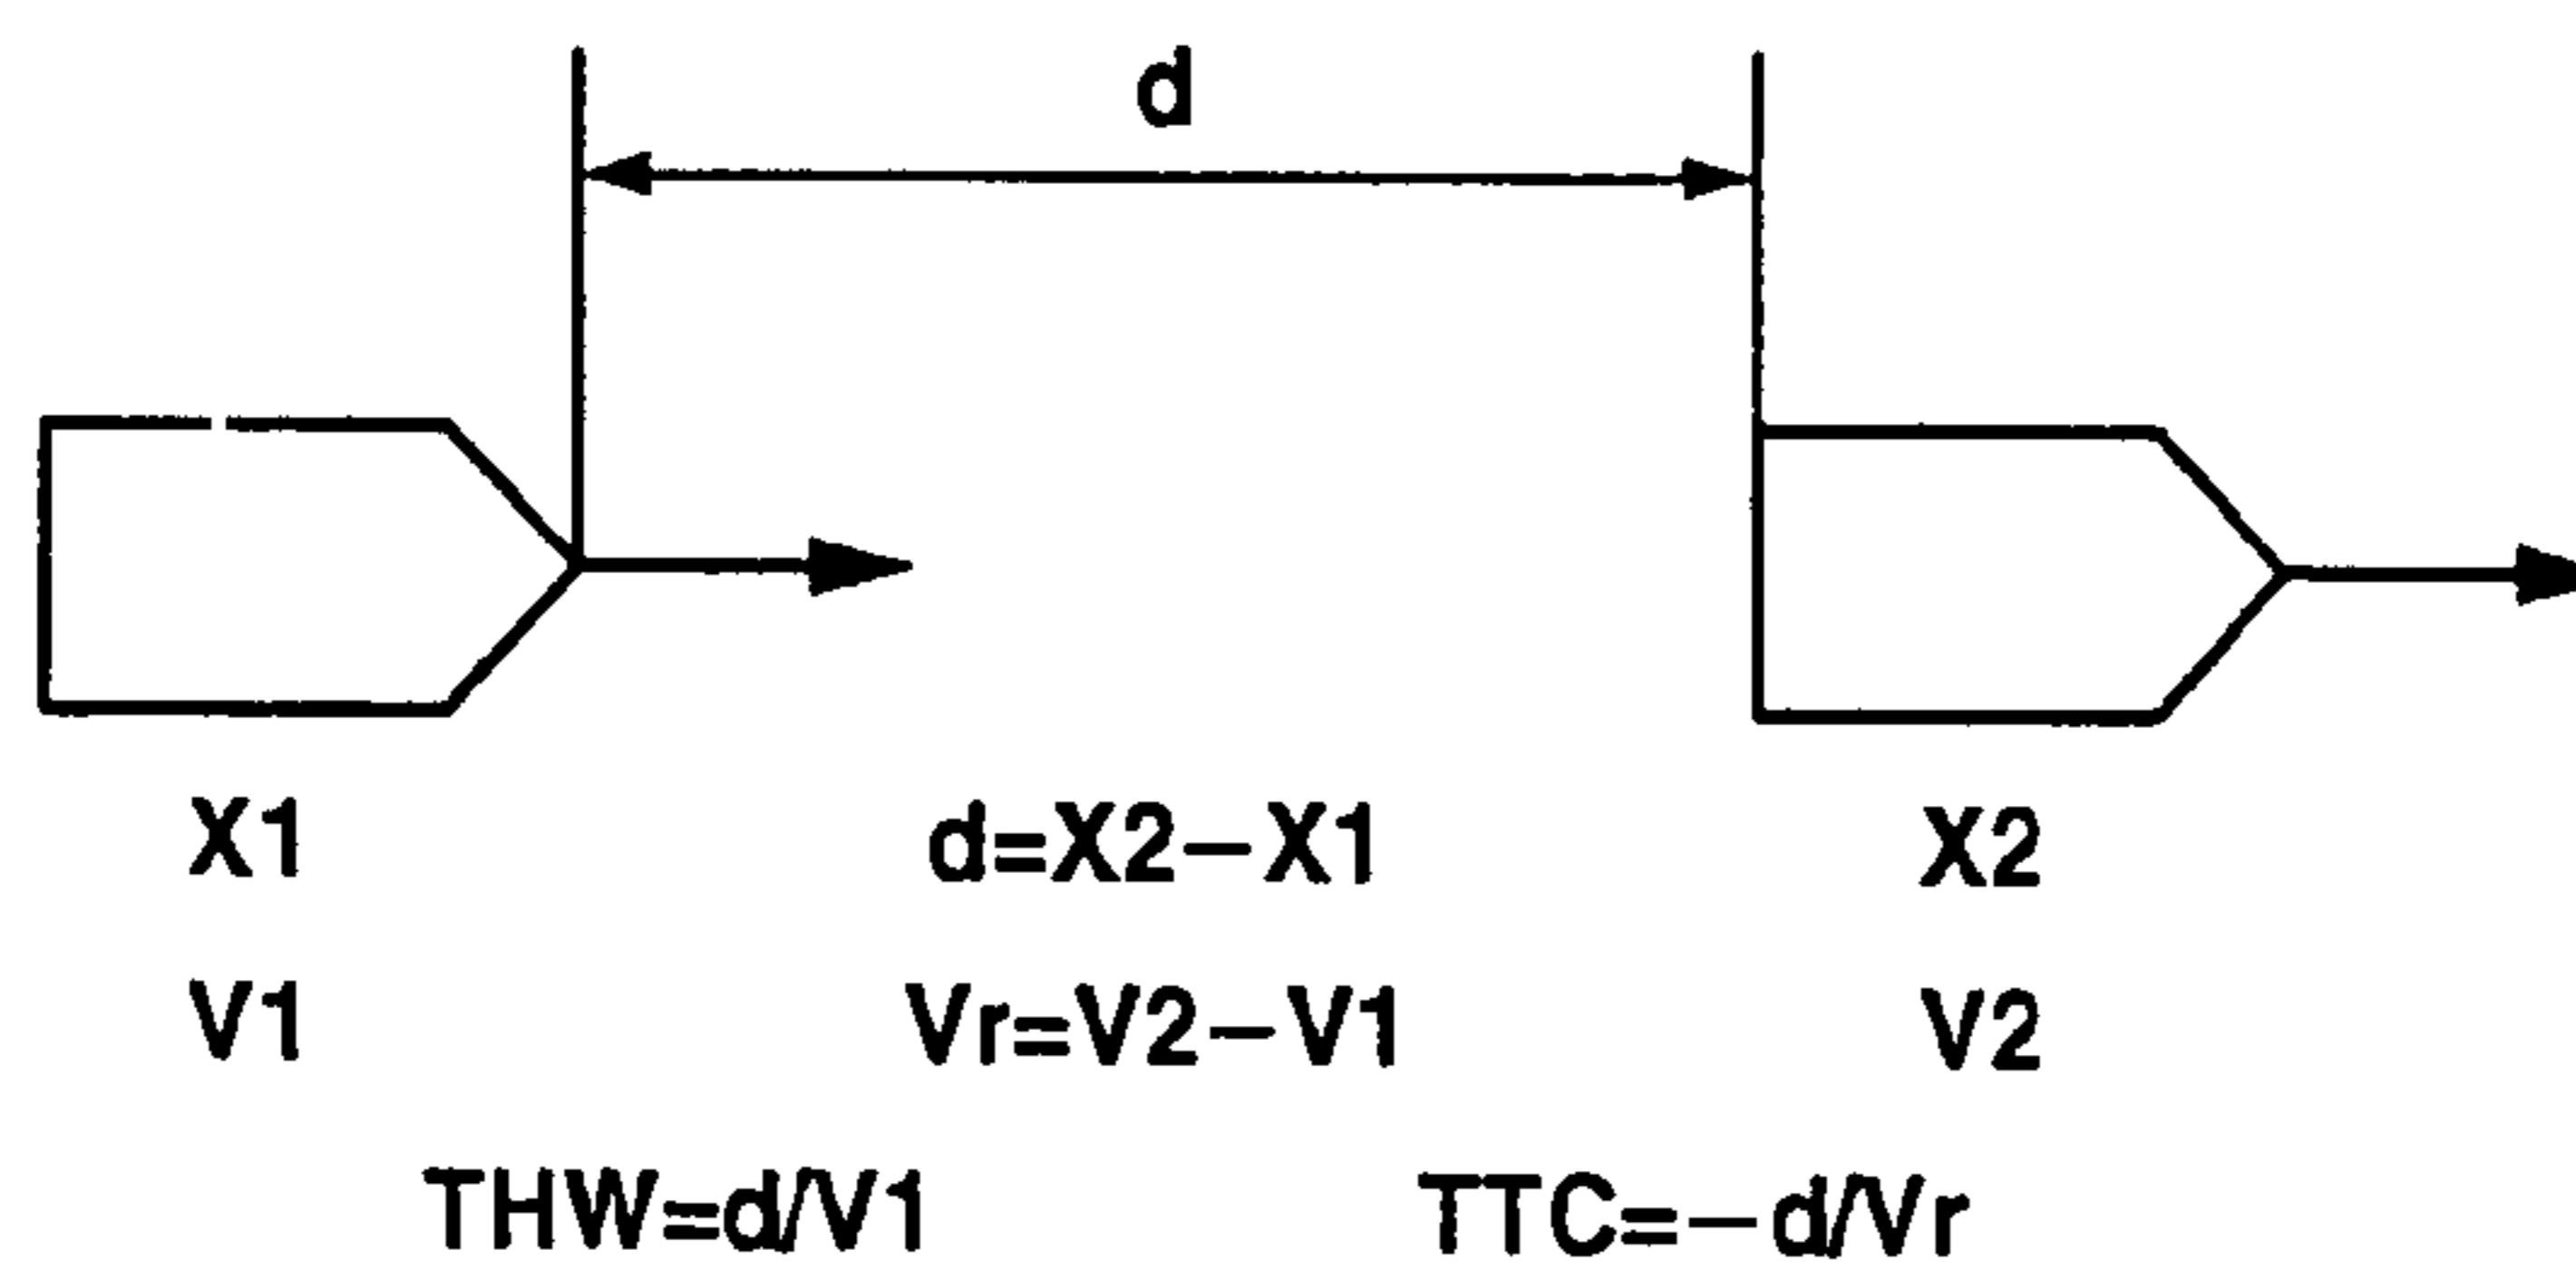 d
X1 d=X2−X1 X2
V1 Vr=V2−V1 V2
THW=d/V1 TTC=−d/Vr